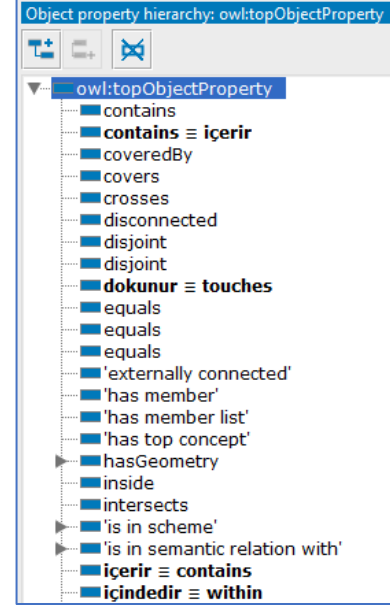 Object property hierarchy: owl:topObjectProperty
owl:topObjectProperty
contains
contains ≡ içerir
coveredBy
covers
crosses
disconnected
disjoint
disjoint
dokunur ≡ touches
equals
equals
equals
'externally connected'
'has member'
'has member list'
'has top concept'
hasGeometry
inside
intersects
'is in scheme'
'is in semantic relation with'
içerir ≡ contains
içindedir ≡ within